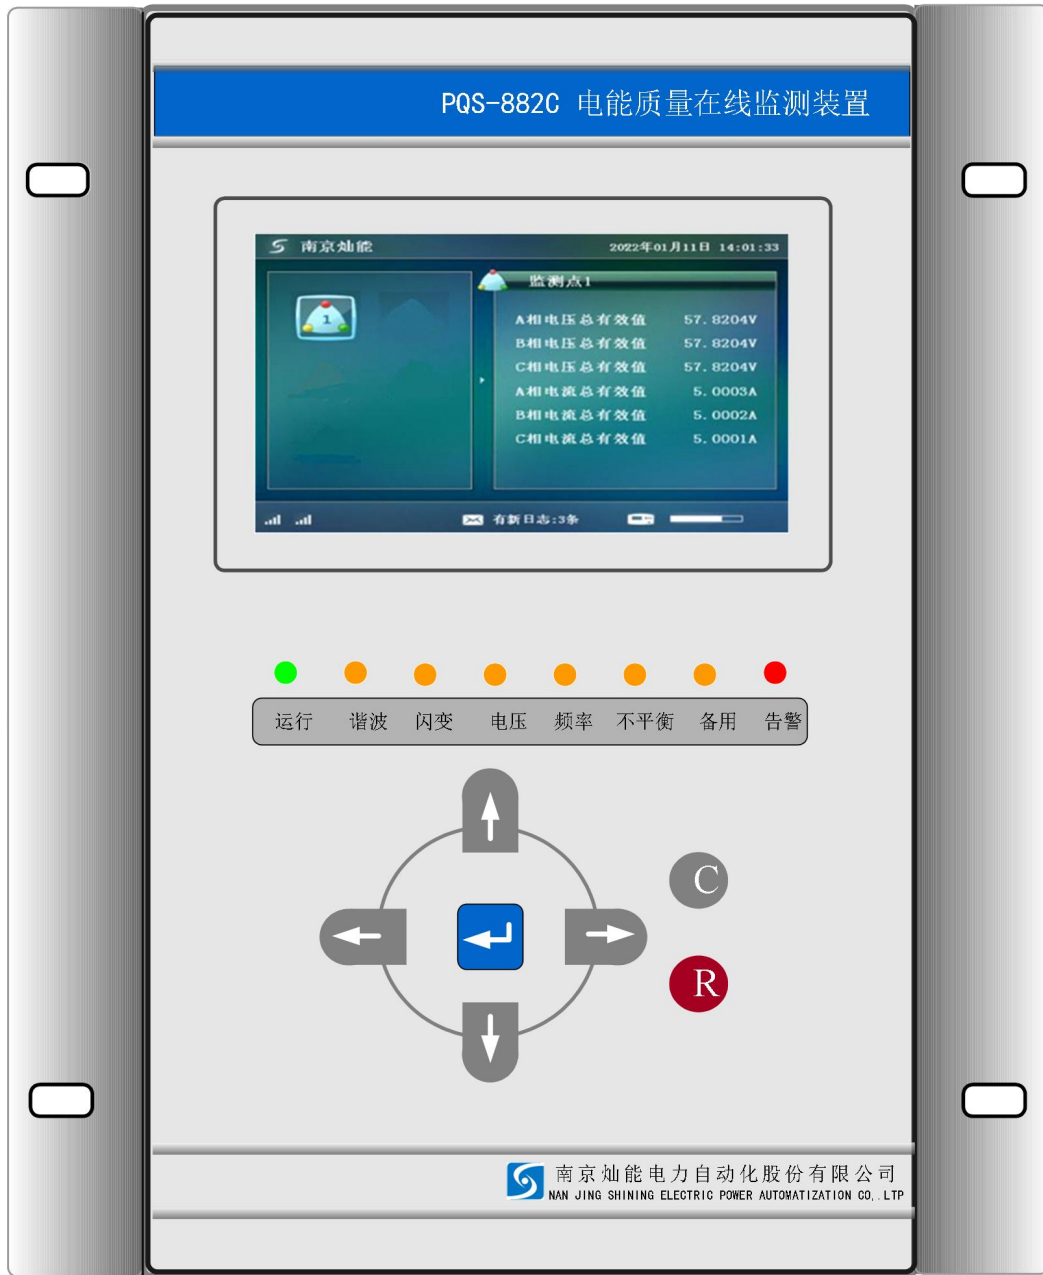 PQS-882C 电能质量在线监测装置
南京灿能 2022年01月11日 14:01:33
监测点1
1
A相电压总有效值 57.8204V
B相电压总有效值 57.8204V
C相电压总有效值 57.8204V
A相电流总有效值 5.0003A
B相电流总有效值 5.0002A
C相电流总有效值 5.0001A
有新日志:3条
运行 谐波 闪变 电压 频率 不平衡 备用 告警
C
R
南京灿能电力自动化股份有限公司
NAN JING SHINING ELECTRIC POWER AUTOMATIZATION CO,.LTP